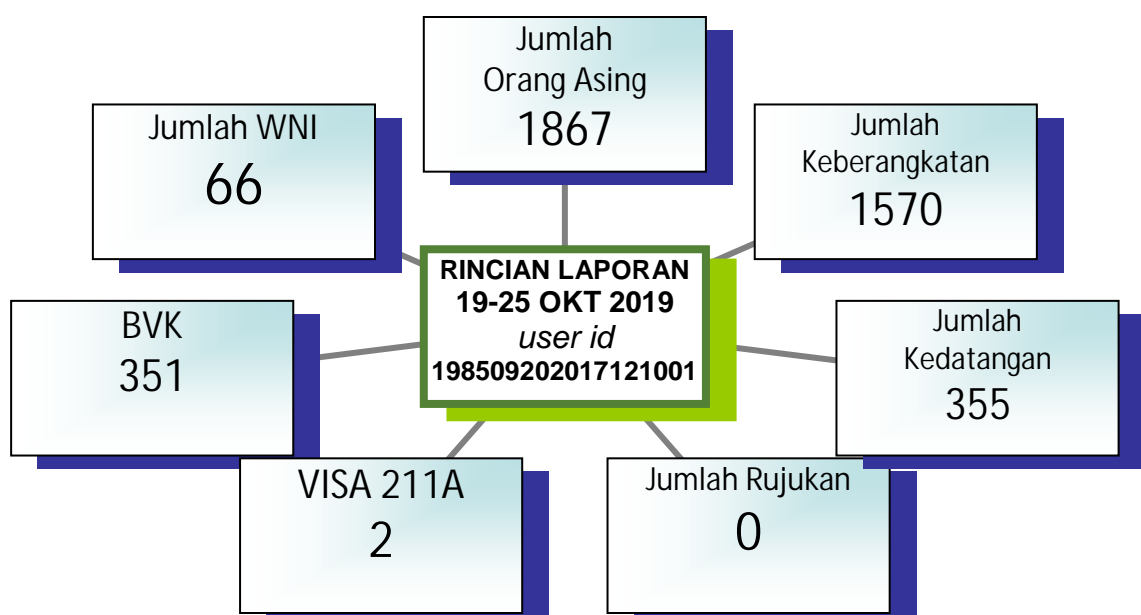 Jumlah
Orang Asing
1867
Jumlah WNI
66
Jumlah
Keberangkatan
1570
RINCIAN LAPORAN
19-25 OKT 2019
user id
198509202017121001
BVK
351
Jumlah
Kedatangan
355
VISA 211A
2
Jumlah Rujukan
0